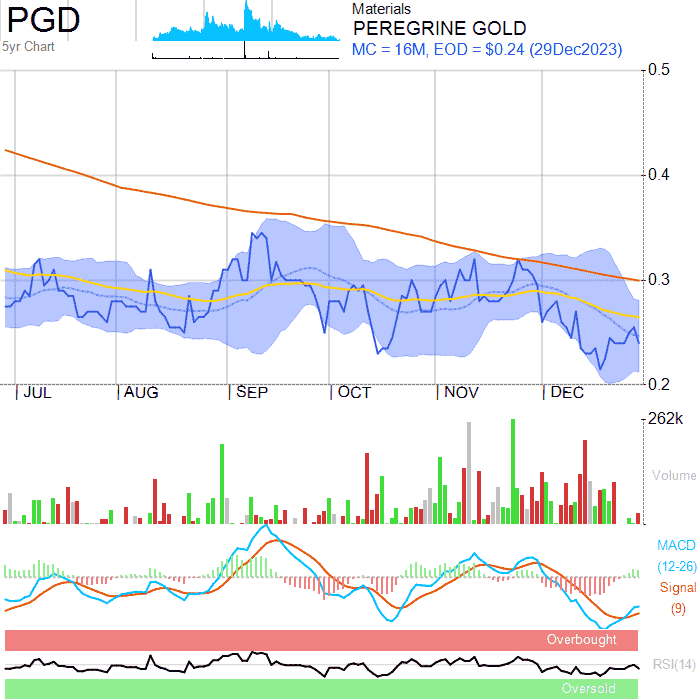 PGD
5yr Chart
Materials
PEREGRINE GOLD
MC = 16M, EOD = $0.24 (29Dec2023)
0.5
0.4
0.3
0.2
JUL AUG SEP OCT NOV DEC
262k
Volume
MACD
(12-26)
Signal
(9)
Overbought
RSI(14)
Oversold